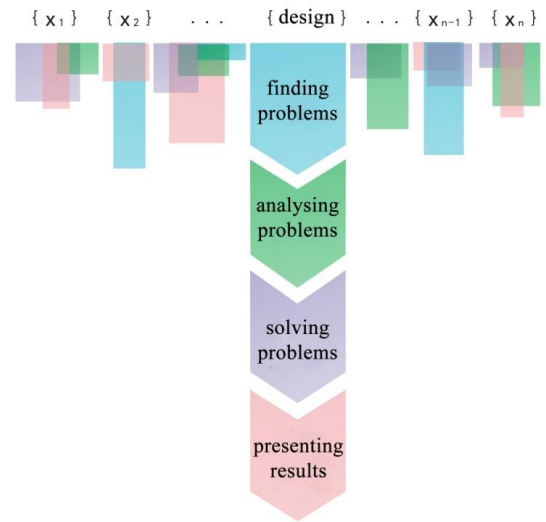 { x₁ } { x₂ } . . . { design } . . . { xₙ₋₁ } { xₙ }
finding
problems
analysing
problems
solving
problems
presenting
results